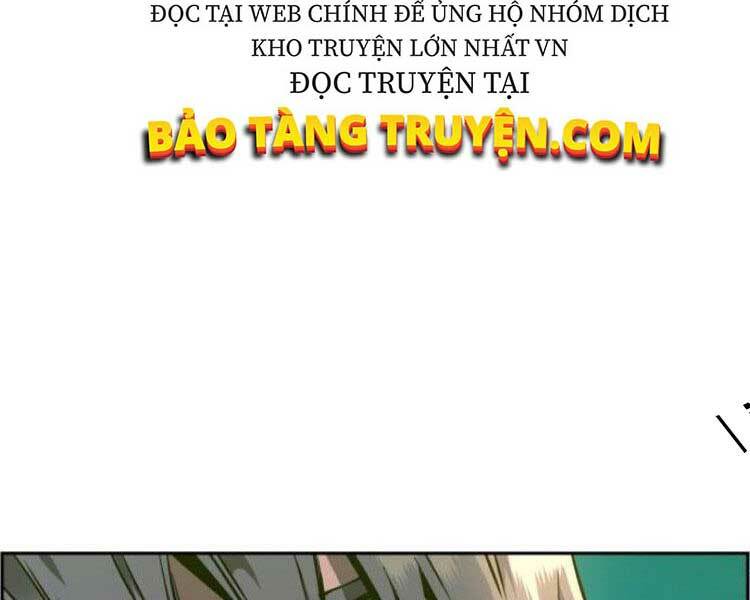 ĐỌC TẠI WEB CHÍNH ĐỂ ỦNG HỘ NHÓM DỊCH
KHO TRUYỆN LỚN NHẤT VN
ĐỌC TRUYỆN TẠI
BẢO TÀNG TRUYỆN.COM